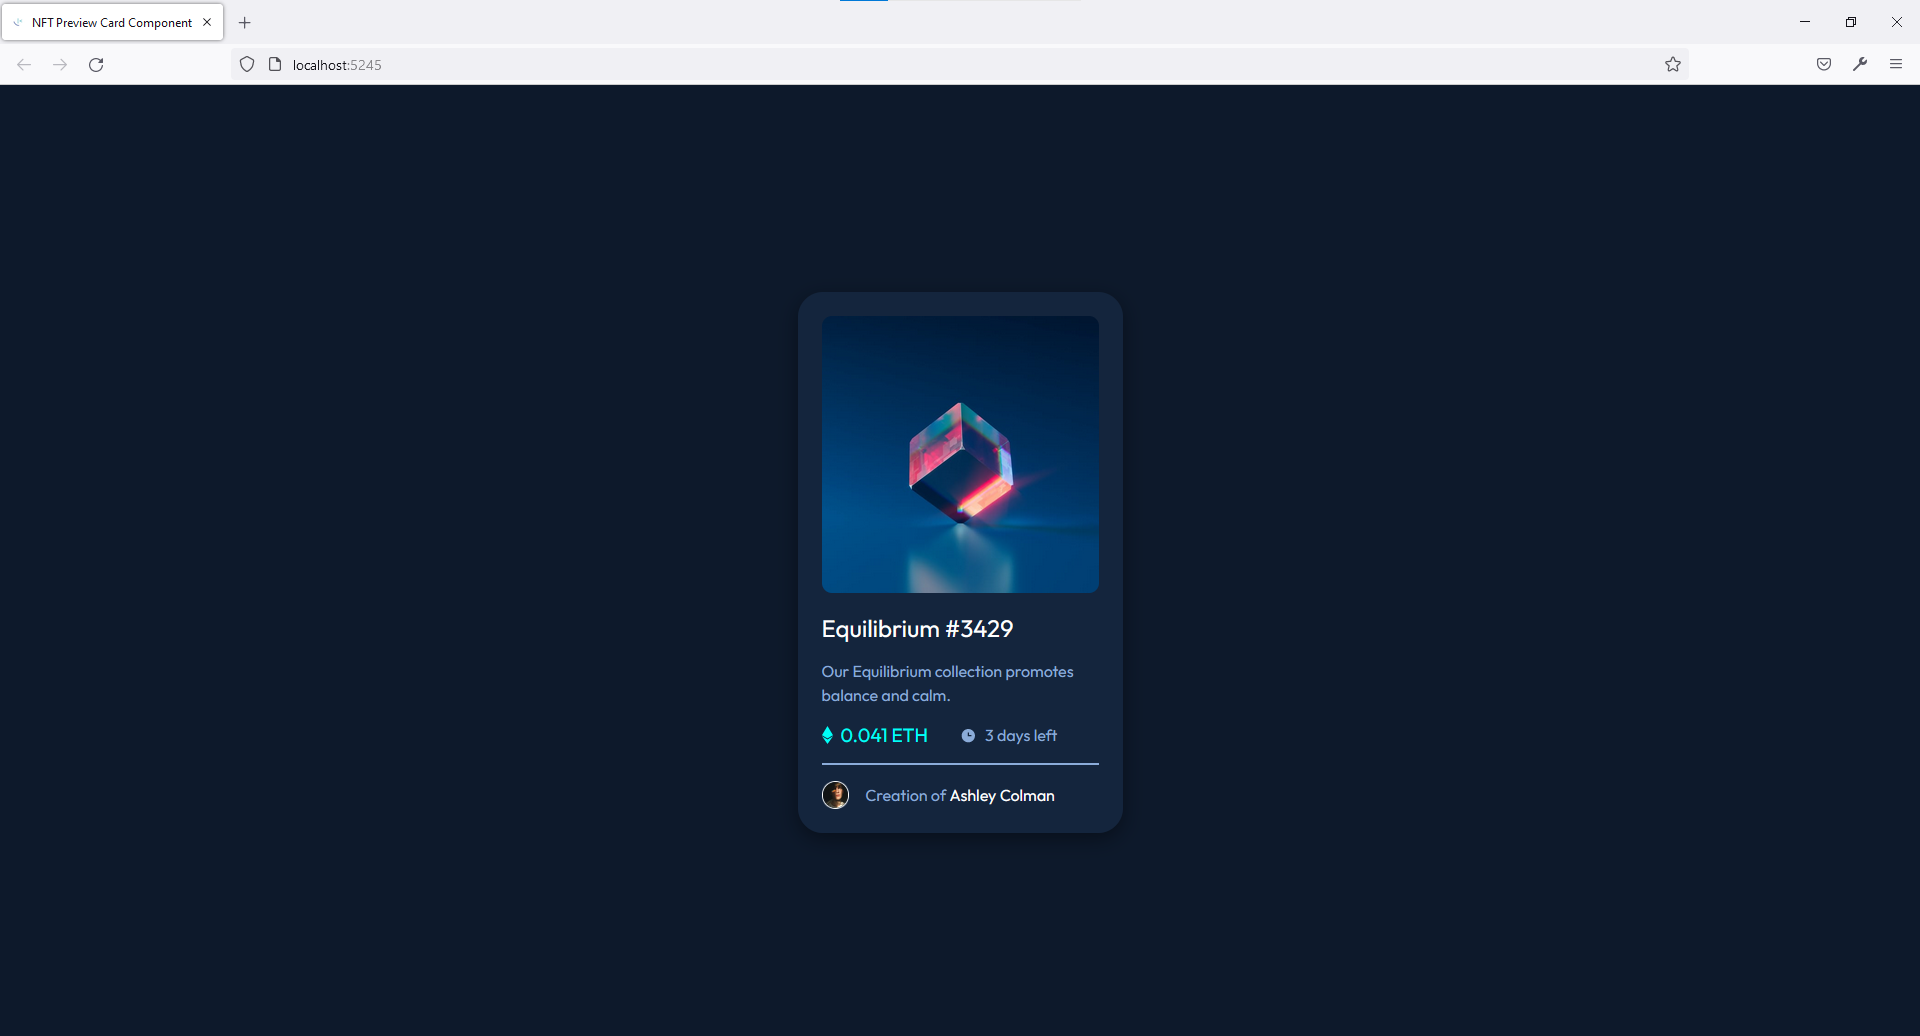 NFT Preview Card Component
localhost:5245
Equilibrium #3429
Our Equilibrium collection promotes
balance and calm.
0.041 ETH 3 days left
Creation of Ashley Colman